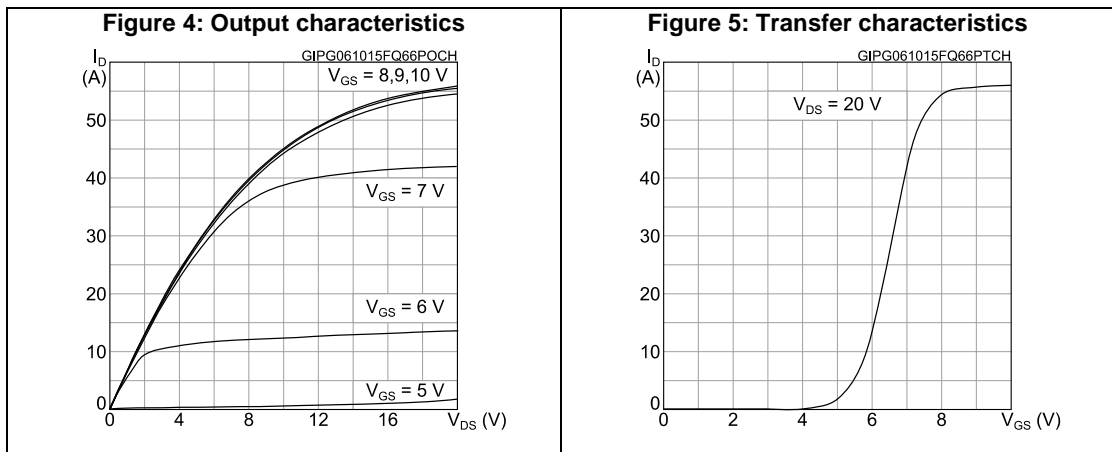 Figure 4: Output characteristics
I_D
(A)
GIPG061015FQ66POCH
V_GS = 8,9,10 V
50
40
V_GS = 7 V
30
20
V_GS = 6 V
10
V_GS = 5 V
0
0 4 8 12 16 V_DS (V)
Figure 5: Transfer characteristics
I_D
(A)
GIPG061015FQ66PTCH
V_DS = 20 V
50
40
30
20
10
0
0 2 4 6 8 V_GS (V)